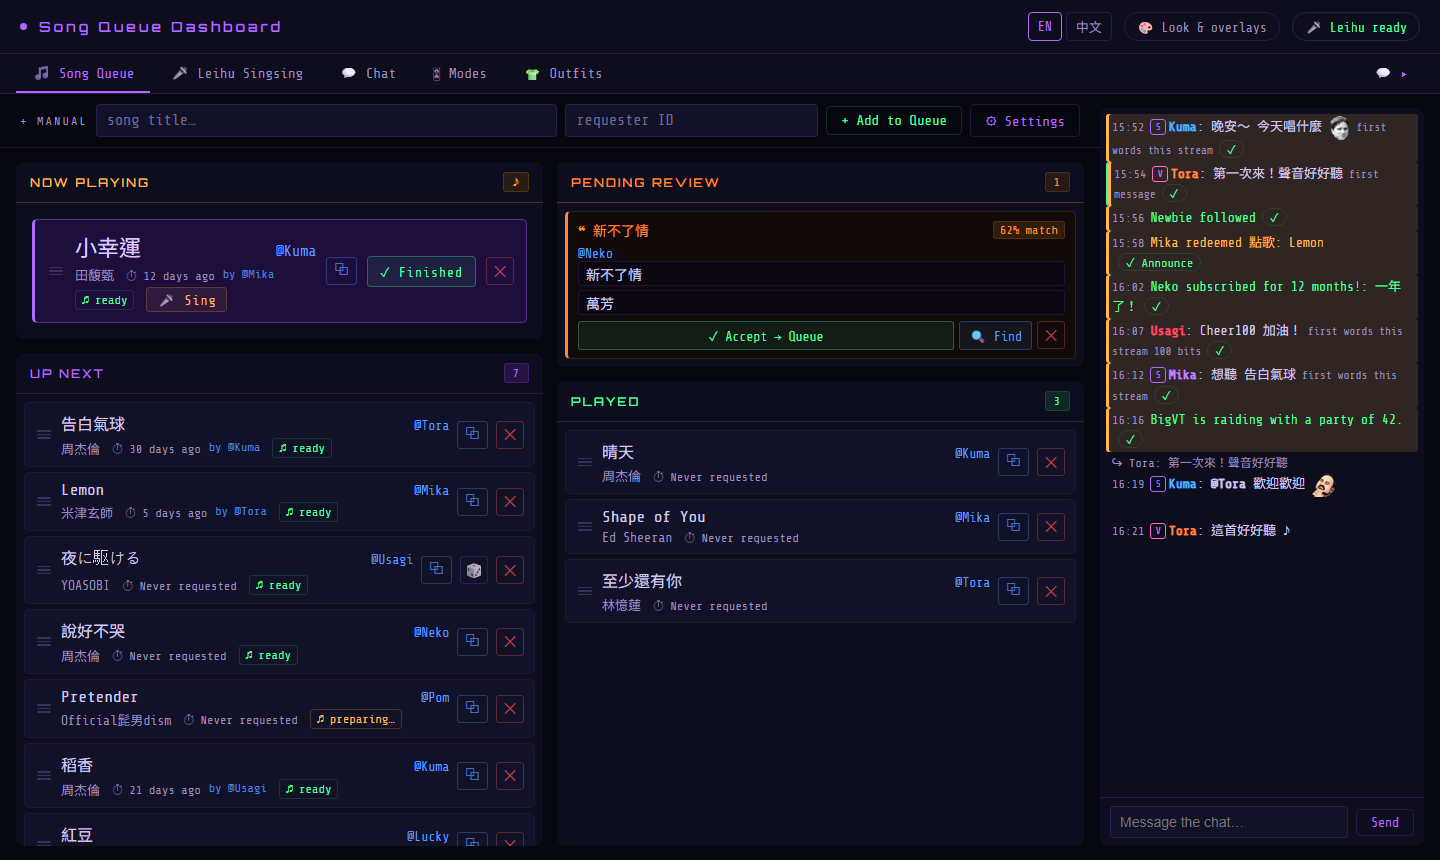 Song Queue Dashboard
EN 中文 Look & overlays Leihu ready
Song Queue Leihu Singsing Chat Modes Outfits
+ MANUAL song title… requester ID + Add to Queue ⚙ Settings
NOW PLAYING ♪
小幸運 @Kuma
田馥甄 ⏱ 12 days ago by @Mika
♬ ready Sing
✓ Finished
UP NEXT 7
告白氣球 @Tora
周杰倫 ⏱ 30 days ago by @Kuma ♬ ready
Lemon @Mika
米津玄師 ⏱ 5 days ago by @Tora ♬ ready
夜に駆ける @Usagi
YOASOBI ⏱ Never requested ♬ ready
說好不哭 @Neko
周杰倫 ⏱ Never requested ♬ ready
Pretender @Pom
Official髭男dism ⏱ Never requested ♬ preparing…
稻香 @Kuma
周杰倫 ⏱ 21 days ago by @Usagi ♬ ready
紅豆 @Lucky
PENDING REVIEW 1
❝ 新不了情 62% match
@Neko
新不了情
萬芳
✓ Accept → Queue Find
PLAYED 3
晴天 @Kuma
周杰倫 ⏱ Never requested
Shape of You @Mika
Ed Sheeran ⏱ Never requested
至少還有你 @Tora
林憶蓮 ⏱ Never requested
15:52 S Kuma: 晚安～ 今天唱什麼 first
words this stream ✓
15:54 V Tora: 第一次來！聲音好好聽 first
message ✓
15:56 Newbie followed ✓
15:58 Mika redeemed 點歌: Lemon
✓ Announce
16:02 Neko subscribed for 12 months!: 一年
了！ ✓
16:07 Usagi: Cheer100 加油！ first words this
stream 100 bits ✓
16:12 S Mika: 想聽 告白氣球 first words this
stream ✓
16:16 BigVT is raiding with a party of 42.
✓
↪ Tora: 第一次來！聲音好好聽
16:19 S Kuma: @Tora 歡迎歡迎
16:21 V Tora: 這首好好聽 ♪
Message the chat… Send